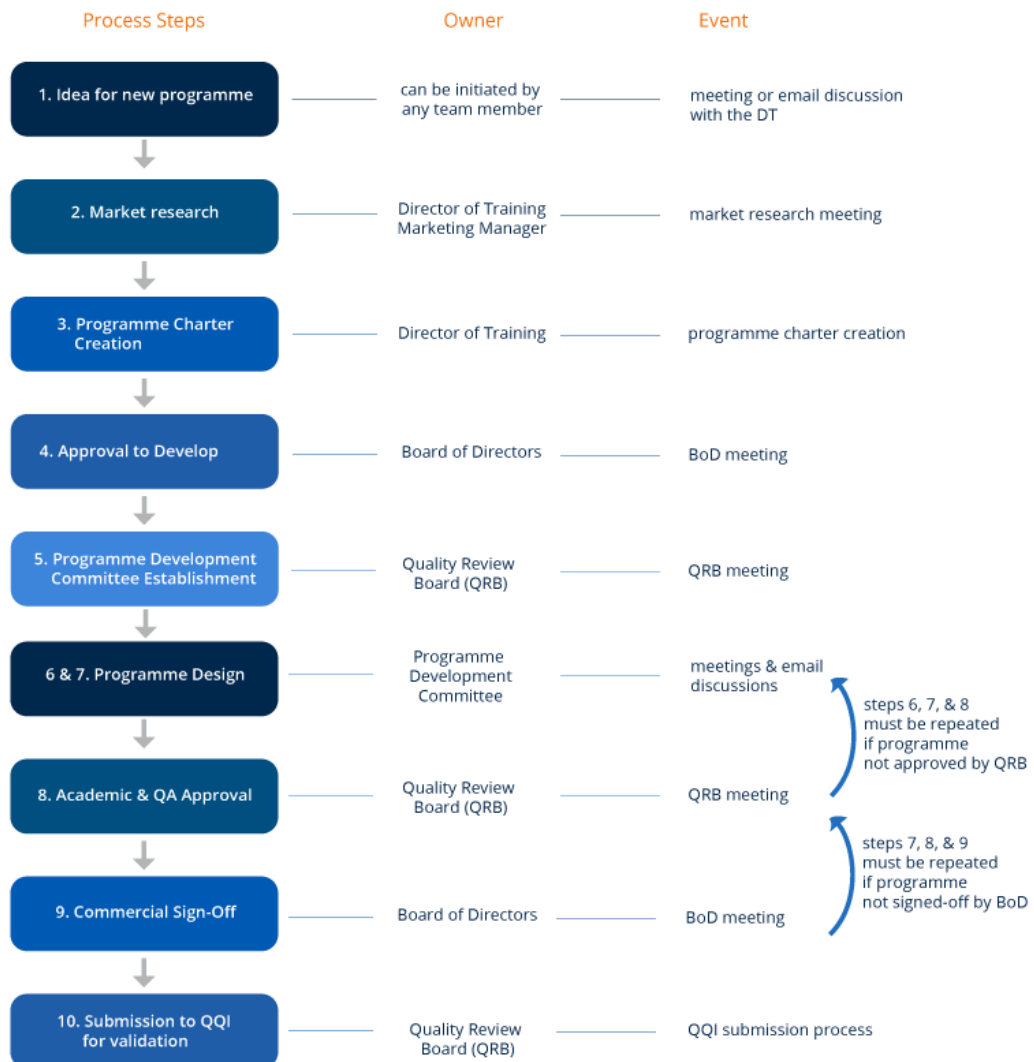 Process Steps
Owner
Event
1. Idea for new programme
can be initiated by
any team member
meeting or email discussion
with the DT
2. Market research
Director of Training
Marketing Manager
market research meeting
3. Programme Charter
Creation
Director of Training
programme charter creation
4. Approval to Develop
Board of Directors
BoD meeting
5. Programme Development
Committee Establishment
Quality Review
Board (QRB)
QRB meeting
6 & 7. Programme Design
Programme
Development
Committee
meetings & email
discussions
steps 6, 7, & 8
must be repeated
if programme
not approved by QRB
8. Academic & QA Approval
Quality Review
Board (QRB)
QRB meeting
steps 7, 8, & 9
must be repeated
if programme
not signed-off by BoD
9. Commercial Sign-Off
Board of Directors
BoD meeting
10. Submission to QQI
for validation
Quality Review
Board (QRB)
QQI submission process